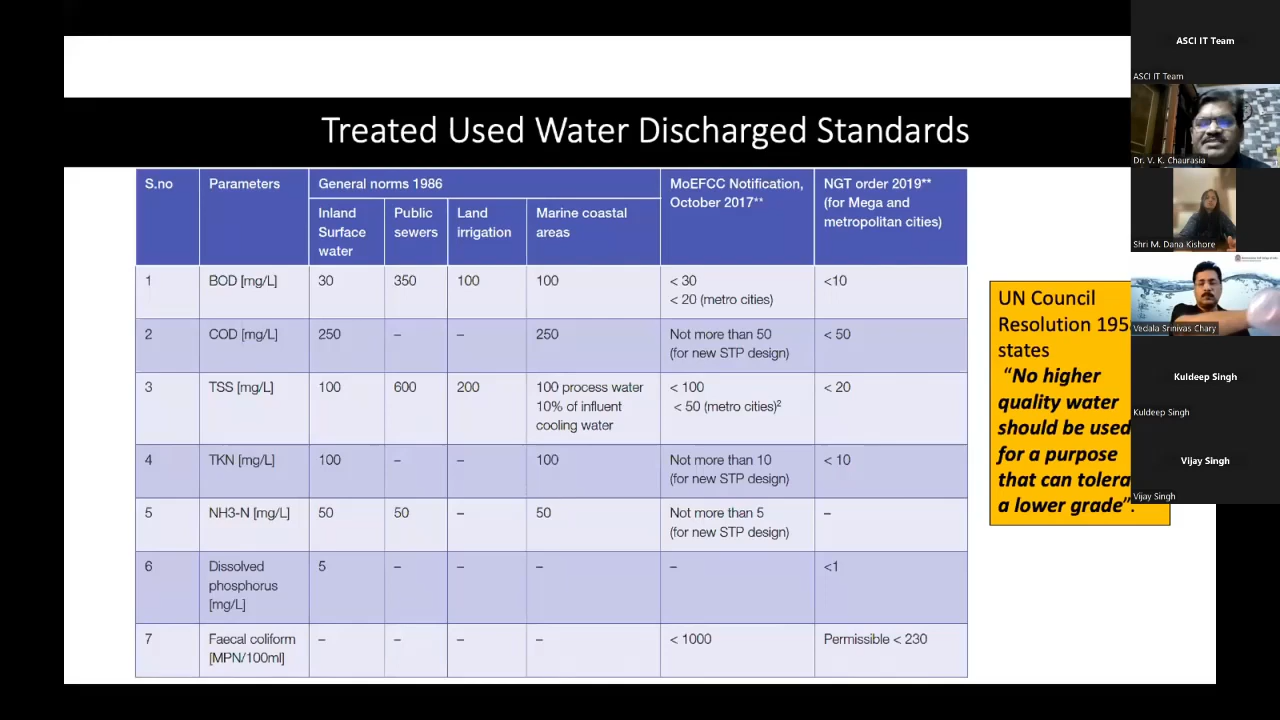 Treated Used Water Discharged Standards
S.no Parameters General norms 1986 MoEFCC Notification, October 2017** NGT order 2019** (for Mega and metropolitan cities)
Inland Surface water Public sewers Land irrigation Marine coastal areas
1 BOD [mg/L] 30 350 100 100 < 30 < 20 (metro cities) <10
2 COD [mg/L] 250 – – 250 Not more than 50 (for new STP design) < 50
3 TSS [mg/L] 100 600 200 100 process water 10% of influent cooling water < 100 < 50 (metro cities)2 < 20
4 TKN [mg/L] 100 – – 100 Not more than 10 (for new STP design) < 10
5 NH3-N [mg/L] 50 50 – 50 Not more than 5 (for new STP design) –
6 Dissolved phosphorus [mg/L] 5 – – – – <1
7 Faecal coliform [MPN/100ml] – – – – < 1000 Permissible < 230
UN Council
Resolution 195
states
“No higher
quality water
should be used
for a purpose
that can tolera
a lower grade”.
ASCI IT Team
ASCI IT Team
Dr. V. K. Chaurasia
Shri M. Dana Kishore
Vedala Srinivas Chary
Kuldeep Singh
Kuldeep Singh
Vijay Singh
Vijay Singh